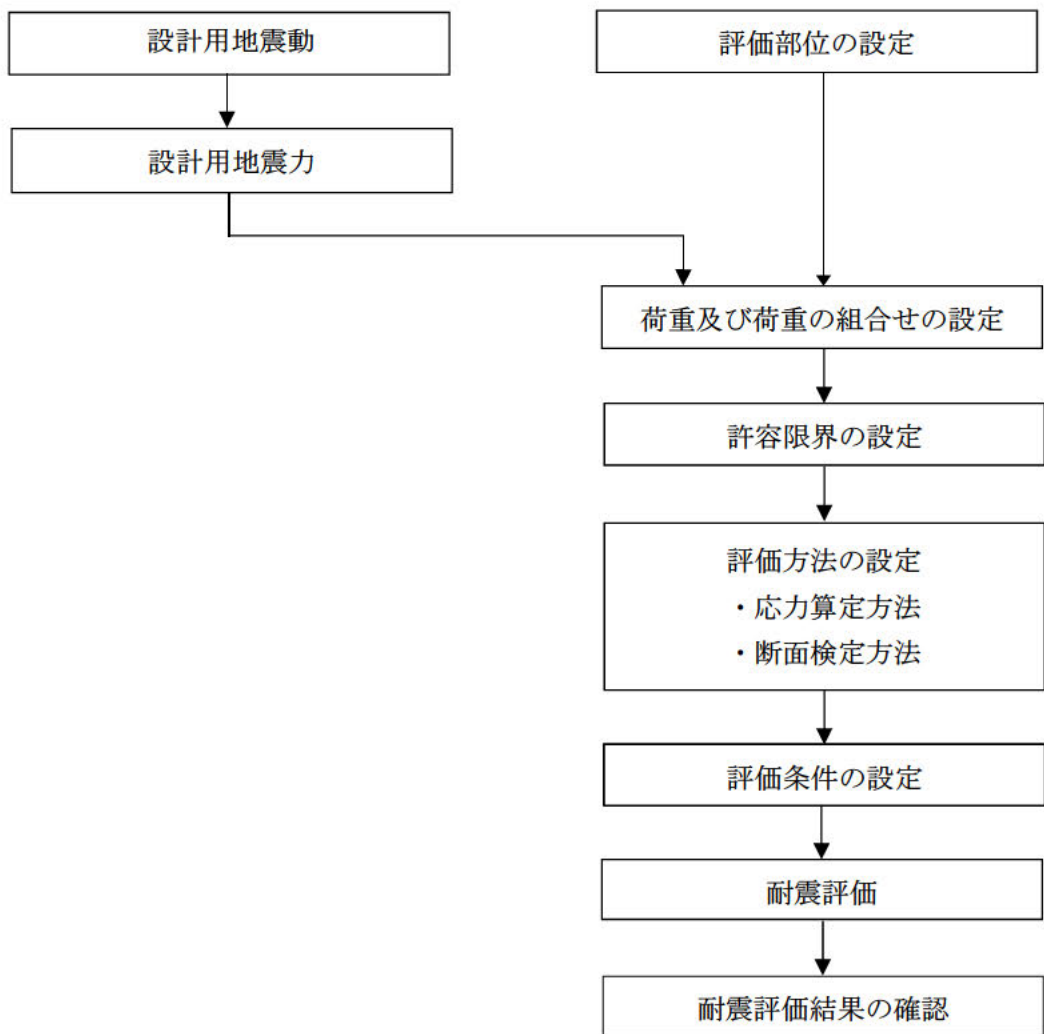 設計用地震動
評価部位の設定
設計用地震力
荷重及び荷重の組合せの設定
許容限界の設定
評価方法の設定
・応力算定方法
・断面検定方法
評価条件の設定
耐震評価
耐震評価結果の確認